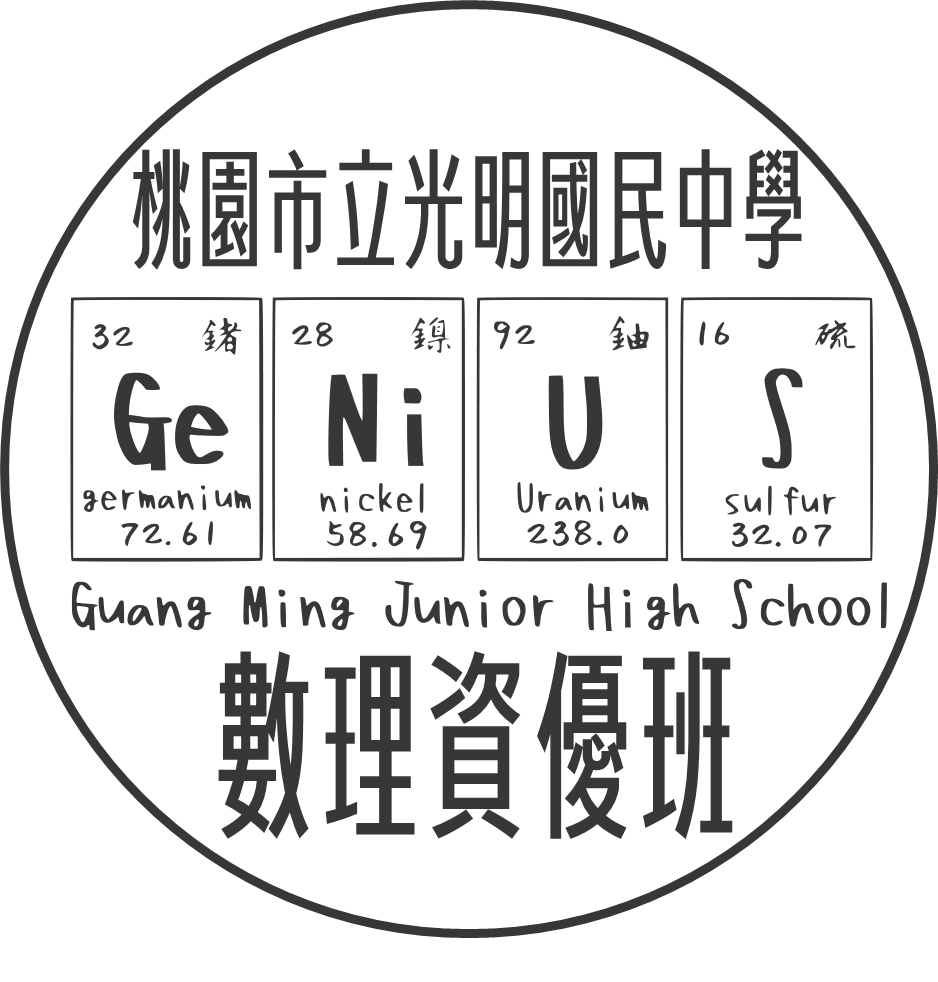 桃園市立光明國民中學
32 鍺 28 鎳 92 鈾 16 硫
Ge Ni U S
germanium nickel Uranium sulfur
72.61 58.69 238.0 32.07
Guang Ming Junior High School
數理資優班